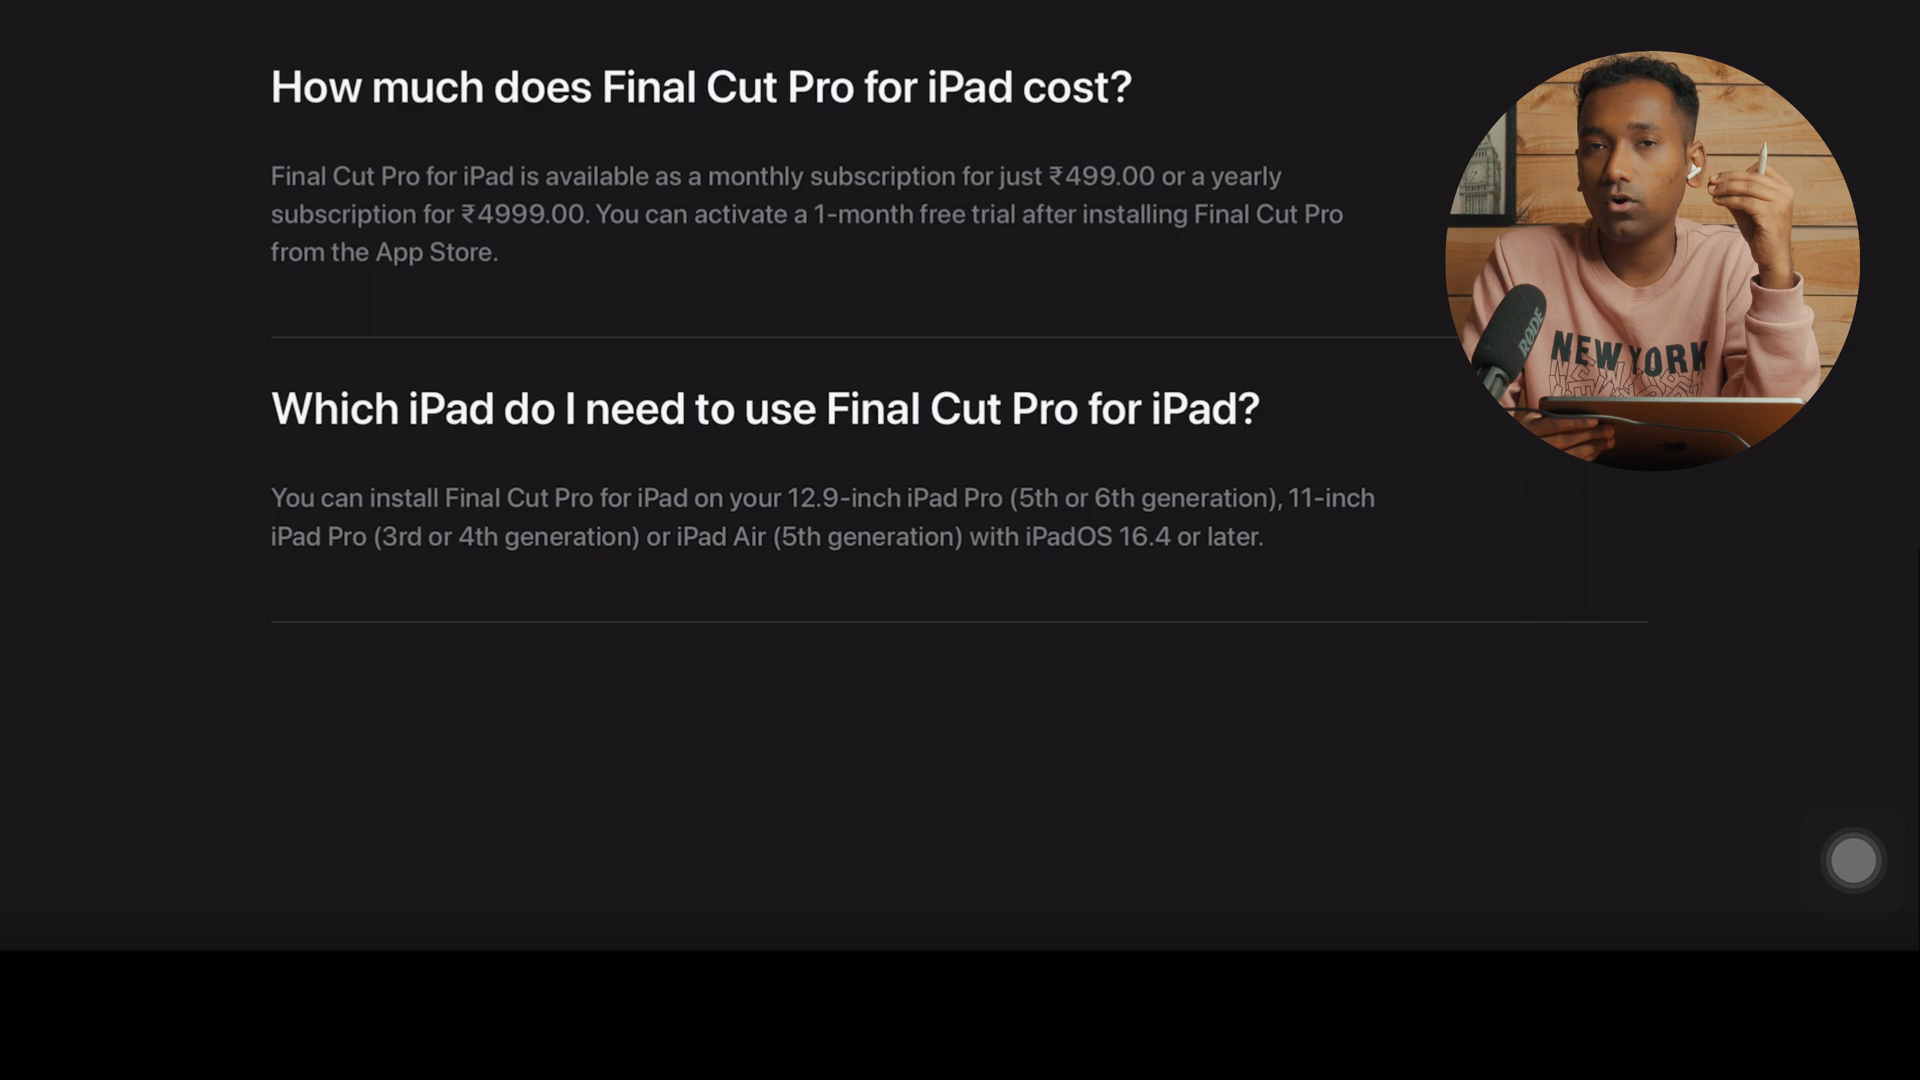 How much does Final Cut Pro for iPad cost?
Final Cut Pro for iPad is available as a monthly subscription for just ₹499.00 or a yearly
subscription for ₹4999.00. You can activate a 1-month free trial after installing Final Cut Pro
from the App Store.
RODE
NEW YORK
Which iPad do I need to use Final Cut Pro for iPad?
You can install Final Cut Pro for iPad on your 12.9-inch iPad Pro (5th or 6th generation), 11-inch
iPad Pro (3rd or 4th generation) or iPad Air (5th generation) with iPadOS 16.4 or later.